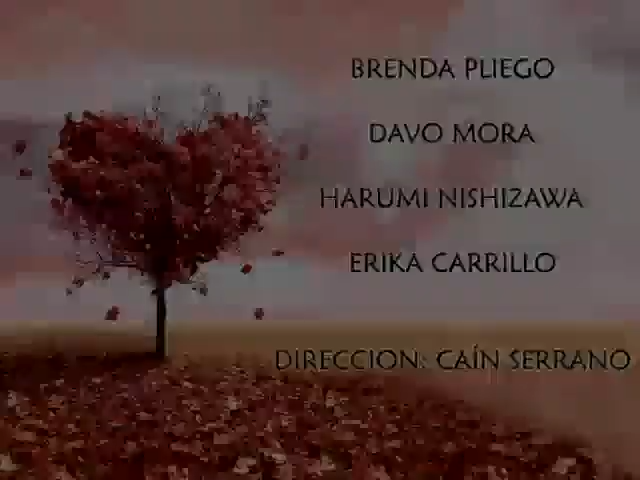 BRENDA PLIEGO
DAVO MORA
HARUMI NISHIZAWA
ERIKA CARRILLO
DIRECCION: CAÍN SERRANO